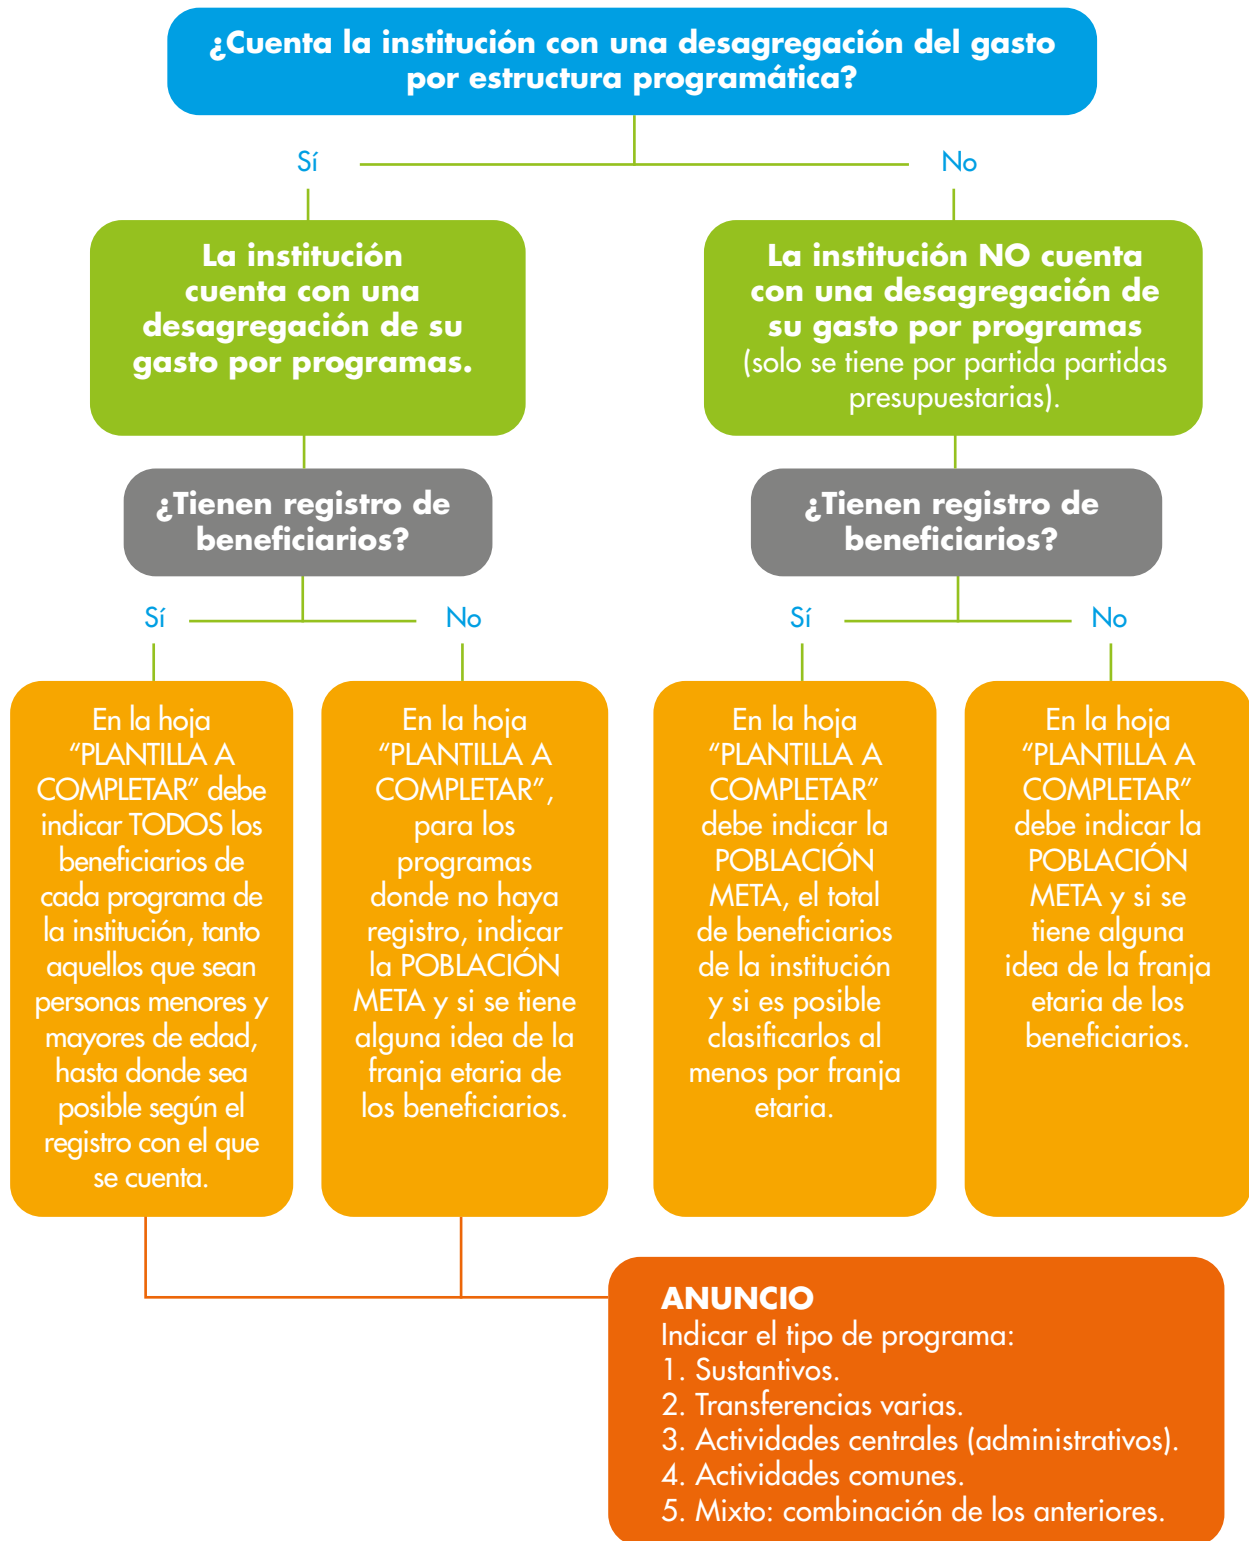 ¿Cuenta la institución con una desagregación del gasto
por estructura programática?
Sí
No
La institución
cuenta con una
desagregación de su
gasto por programas.
La institución NO cuenta
con una desagregación de
su gasto por programas
(solo se tiene por partida partidas
presupuestarias).
¿Tienen registro de
beneficiarios?
¿Tienen registro de
beneficiarios?
Sí
No
Sí
No
En la hoja
“PLANTILLA A
COMPLETAR” debe
indicar TODOS los
beneficiarios de
cada programa de
la institución, tanto
aquellos que sean
personas menores y
mayores de edad,
hasta donde sea
posible según el
registro con el que
se cuenta.
En la hoja
“PLANTILLA A
COMPLETAR”,
para los
programas
donde no haya
registro, indicar
la POBLACIÓN
META y si se tiene
alguna idea de la
franja etaria de
los beneficiarios.
En la hoja
“PLANTILLA A
COMPLETAR”
debe indicar la
POBLACIÓN
META, el total
de beneficiarios
de la institución
y si es posible
clasificarlos al
menos por franja
etaria.
En la hoja
“PLANTILLA A
COMPLETAR”
debe indicar la
POBLACIÓN
META y si se
tiene alguna
idea de la franja
etaria de los
beneficiarios.
ANUNCIO
Indicar el tipo de programa:
1. Sustantivos.
2. Transferencias varias.
3. Actividades centrales (administrativos).
4. Actividades comunes.
5. Mixto: combinación de los anteriores.